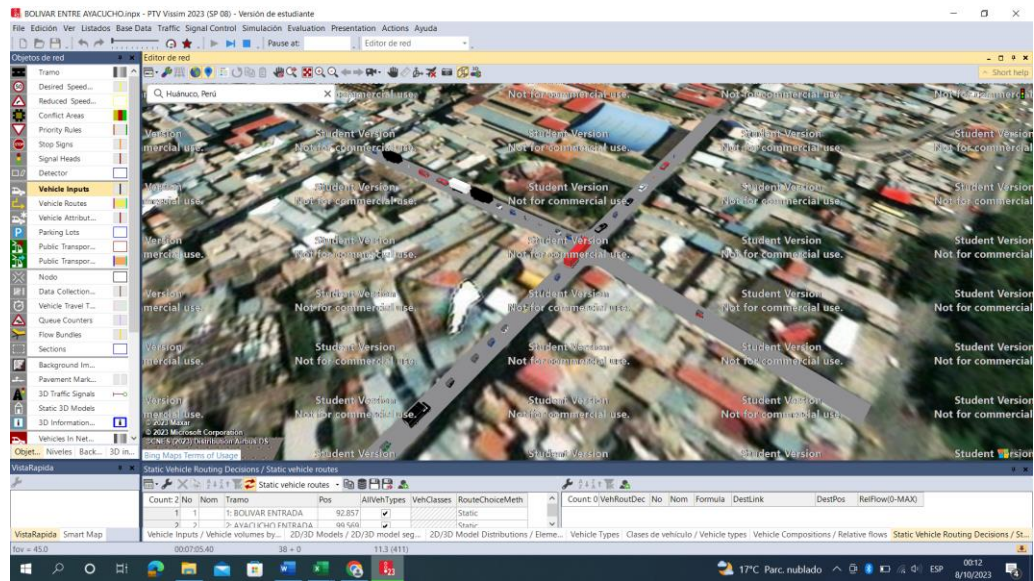 BOLIVAR ENTRE AYACUCHO.inpx - PTV Vissim 2023 (SP 08) - Versión de estudiante
File Edición Ver Listados Base Data Traffic Signal Control Simulación Evaluation Presentation Actions Ayuda
Pause at: Editor de red
Objetos de red
Editor de red
Short help
Huánuco, Perú
Tramo
Desired Speed...
Reduced Speed...
Conflict Areas
Priority Rules
Stop Signs
Signal Heads
Detector
Vehicle Inputs
Vehicle Routes
Vehicle Attribut...
Parking Lots
Public Transpor...
Public Transpor...
Nodo
Data Collection...
Vehicle Travel T...
Queue Counters
Flow Bundles
Sections
Background Im...
Pavement Mark...
3D Traffic Signals
Static 3D Models
3D Information...
Vehicles In Net...
Objet... Niveles Back... 3D in...
Student Version
Not for commercial use.
© 2023 Maxar
© 2023 Microsoft Corporation
©CNES (2023) Distribution Airbus DS
Bing Maps Terms of Usage
VistaRapida
VistaRapida Smart Map
Static Vehicle Routing Decisions / Static vehicle routes
Static vehicle routes
Count: 2 No Nom Tramo Pos AllVehTypes VehClasses RouteChoiceMeth
1 1 1: BOLIVAR ENTRADA 92.857 Static
2 2 2: AYACUCHO ENTRADA 99.569 Static
Count: 0 VehRoutDec No Nom Formula DestLink DestPos RelFlow(0-MAX)
Vehicle Inputs / Vehicle volumes by... 2D/3D Models / 2D/3D model seg... 2D/3D Model Distributions / Eleme... Vehicle Types Clases de vehículo / Vehicle types Vehicle Compositions / Relative flows Static Vehicle Routing Decisions / St...
fov = 45.0 00:07:05.40 38 + 0 11.3 (411)
17°C Parc. nublado ESP 00:12
8/10/2023